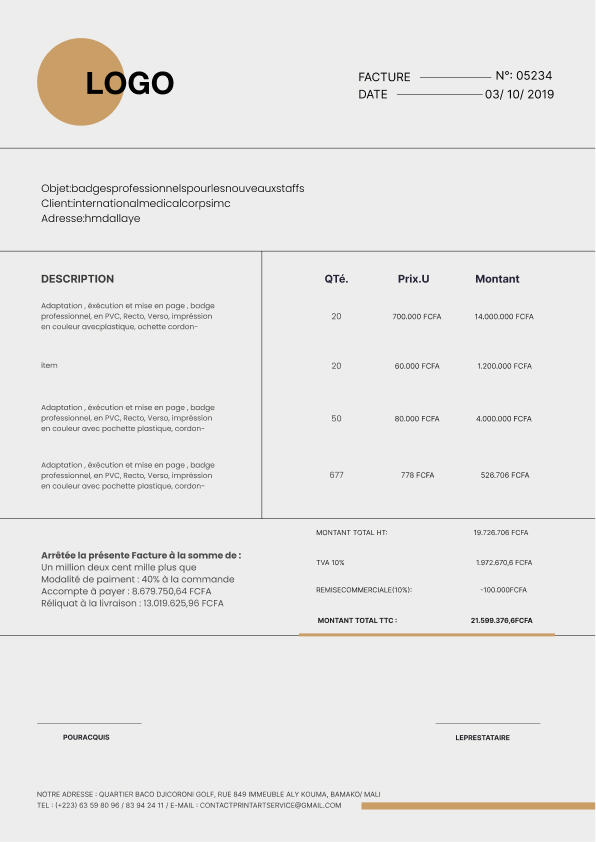 LOGO
FACTURE N°: 05234
DATE 03/ 10/ 2019
Objet:badgesprofessionnelspourlesnouveauxstaffs
Client:internationalmedicalcorpsimc
Adresse:hmdallaye
DESCRIPTION QTé. Prix.U Montant
Adaptation , éxécution et mise en page , badge
professionnel, en PVC, Recto, Verso, impréssion
en couleur avecplastique, ochette cordon-
20 700.000 FCFA 14.000.000 FCFA
item 20 60.000 FCFA 1.200.000 FCFA
Adaptation , éxécution et mise en page , badge
professionnel, en PVC, Recto, Verso, impréssion
en couleur avec pochette plastique, cordon-
50 80.000 FCFA 4.000.000 FCFA
Adaptation , éxécution et mise en page , badge
professionnel, en PVC, Recto, Verso, impréssion
en couleur avec pochette plastique, cordon-
677 778 FCFA 526.706 FCFA
MONTANT TOTAL HT: 19.726.706 FCFA
TVA 10% 1.972.670,6 FCFA
REMISECOMMERCIALE(10%): -100.000FCFA
MONTANT TOTAL TTC : 21.599.376,6FCFA
Arrêtée la présente Facture à la somme de :
Un million deux cent mille plus que
Modalité de paiment : 40% à la commande
Accompte à payer : 8.679.750,64 FCFA
Réliquat à la livraison : 13.019.625,96 FCFA
POURACQUIS LEPRESTATAIRE
NOTRE ADRESSE : QUARTIER BACO DJICORONI GOLF, RUE 849 IMMEUBLE ALY KOUMA, BAMAKO/ MALI
TEL : (+223) 63 59 80 96 / 83 94 24 11 / E-MAIL : CONTACTPRINTARTSERVICE@GMAIL.COM